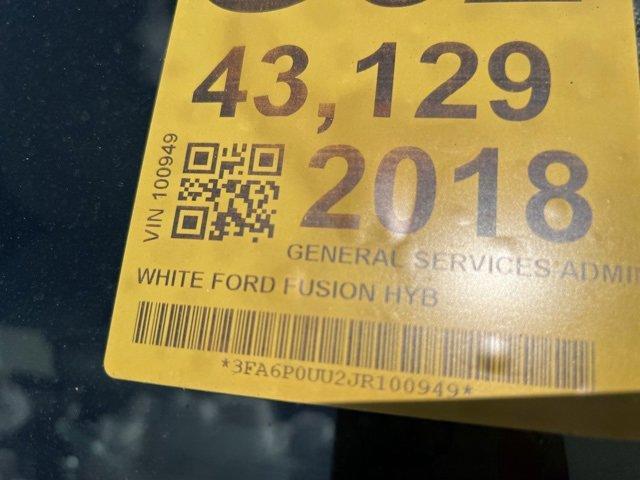 43,129
VIN 100949
2018
GENERAL SERVICES ADMI
WHITE FORD FUSION HYB
*3FA6P0UU2JR100949*